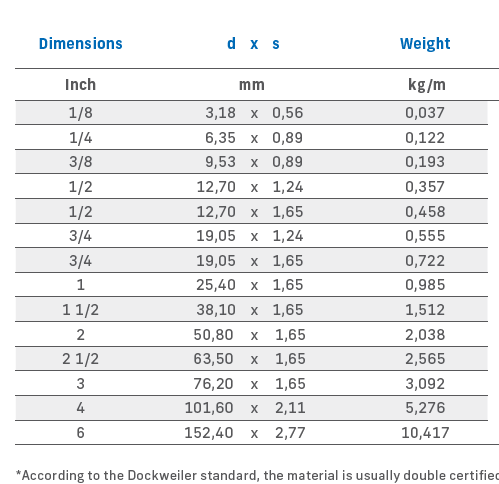 Dimensions d x s Weight
Inch mm kg/m
1/8 3,18 x 0,56 0,037
1/4 6,35 x 0,89 0,122
3/8 9,53 x 0,89 0,193
1/2 12,70 x 1,24 0,357
1/2 12,70 x 1,65 0,458
3/4 19,05 x 1,24 0,555
3/4 19,05 x 1,65 0,722
1 25,40 x 1,65 0,985
1 1/2 38,10 x 1,65 1,512
2 50,80 x 1,65 2,038
2 1/2 63,50 x 1,65 2,565
3 76,20 x 1,65 3,092
4 101,60 x 2,11 5,276
6 152,40 x 2,77 10,417
*According to the Dockweiler standard, the material is usually double certified